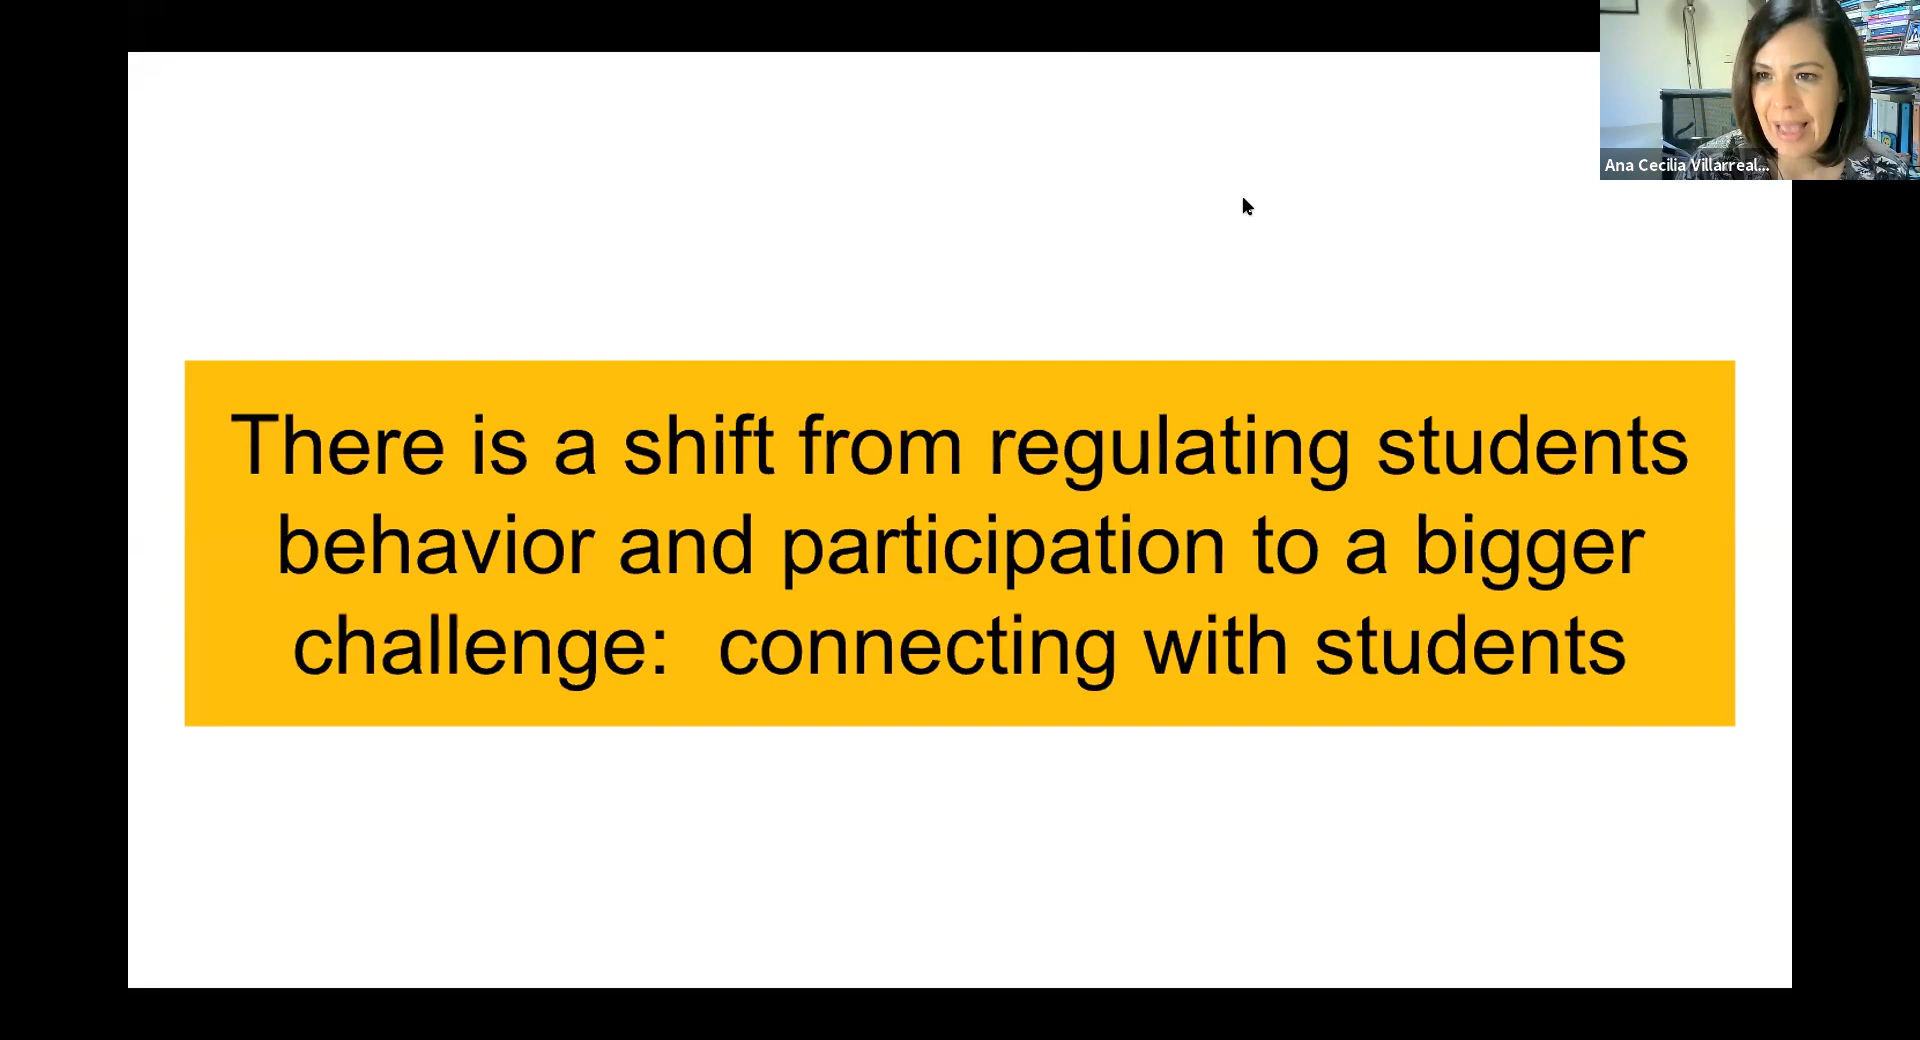 Ana Cecilia Villarreal...
There is a shift from regulating students
behavior and participation to a bigger
challenge:  connecting with students